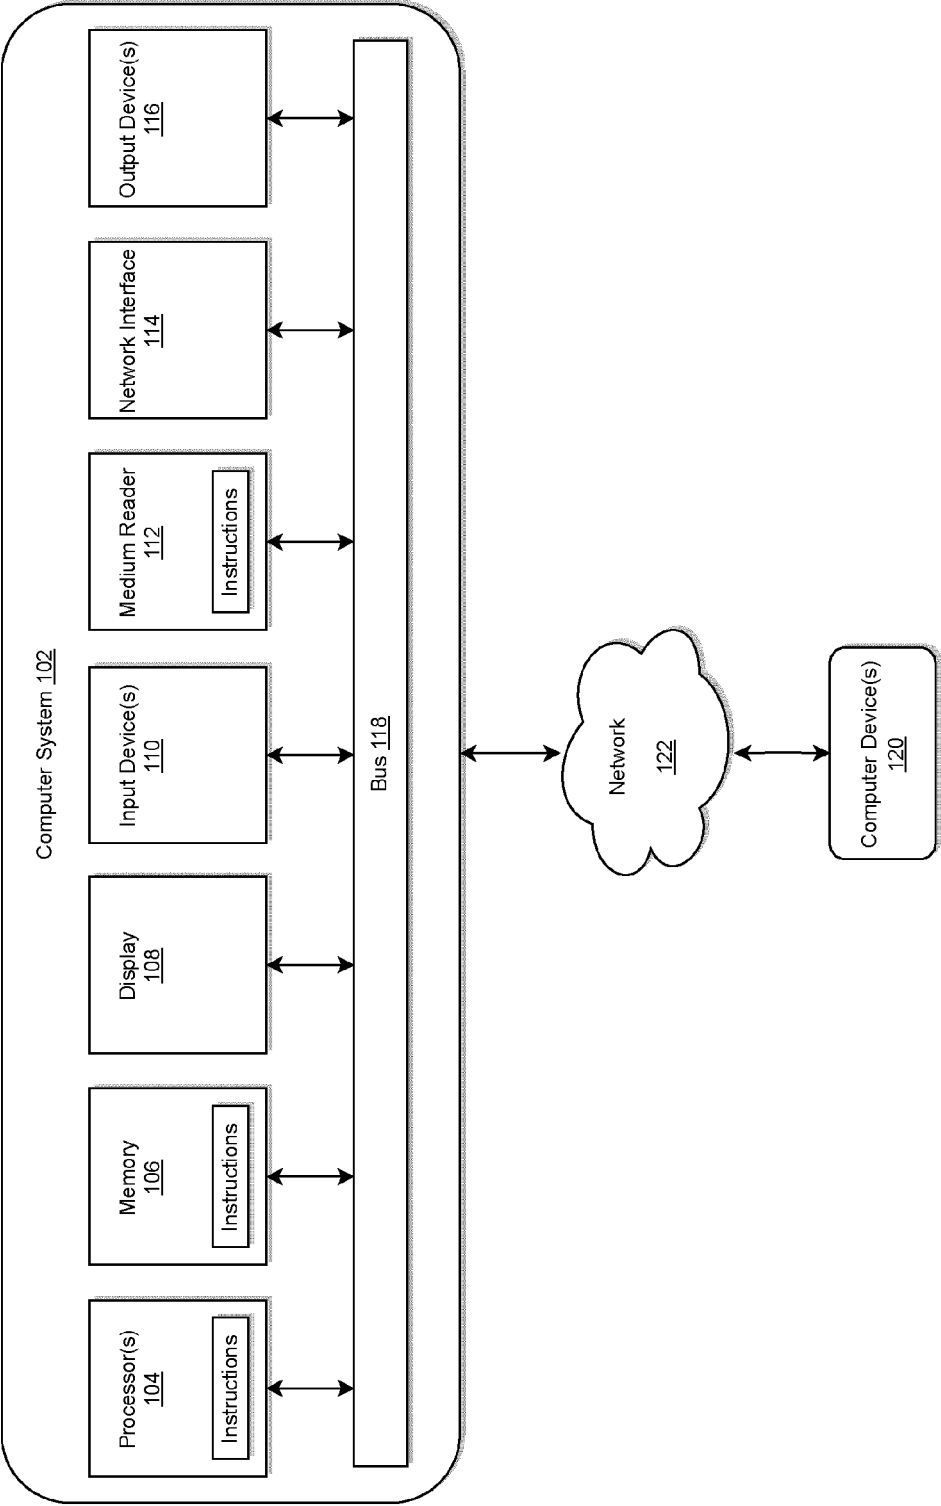 Computer System 102
Processor(s)
104
Instructions
Memory
106
Instructions
Display
108
Input Device(s)
110
Medium Reader
112
Instructions
Network Interface
114
Output Device(s)
116
Bus 118
Network
122
Computer Device(s)
120